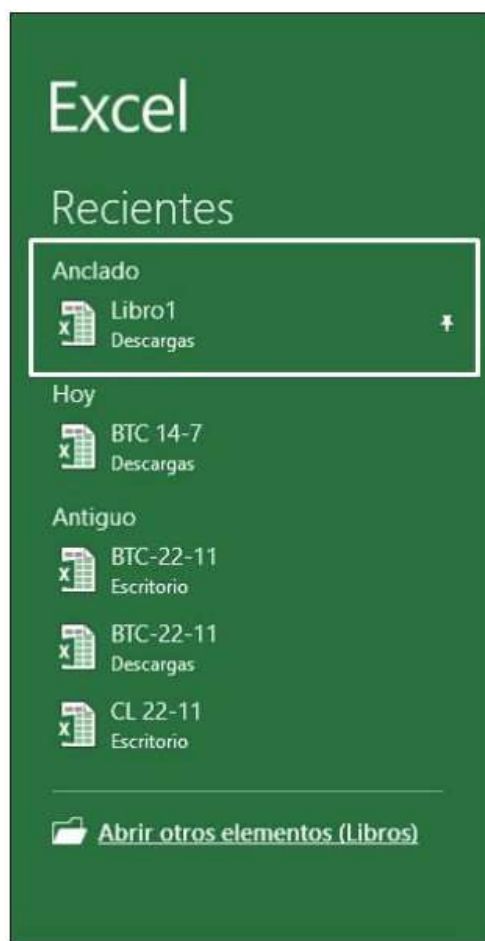 Excel
Recientes
Anclado
Libro1
Descargas
Hoy
BTC 14-7
Descargas
Antiguo
BTC-22-11
Escritorio
BTC-22-11
Descargas
CL 22-11
Escritorio
Abrir otros elementos (Libros)